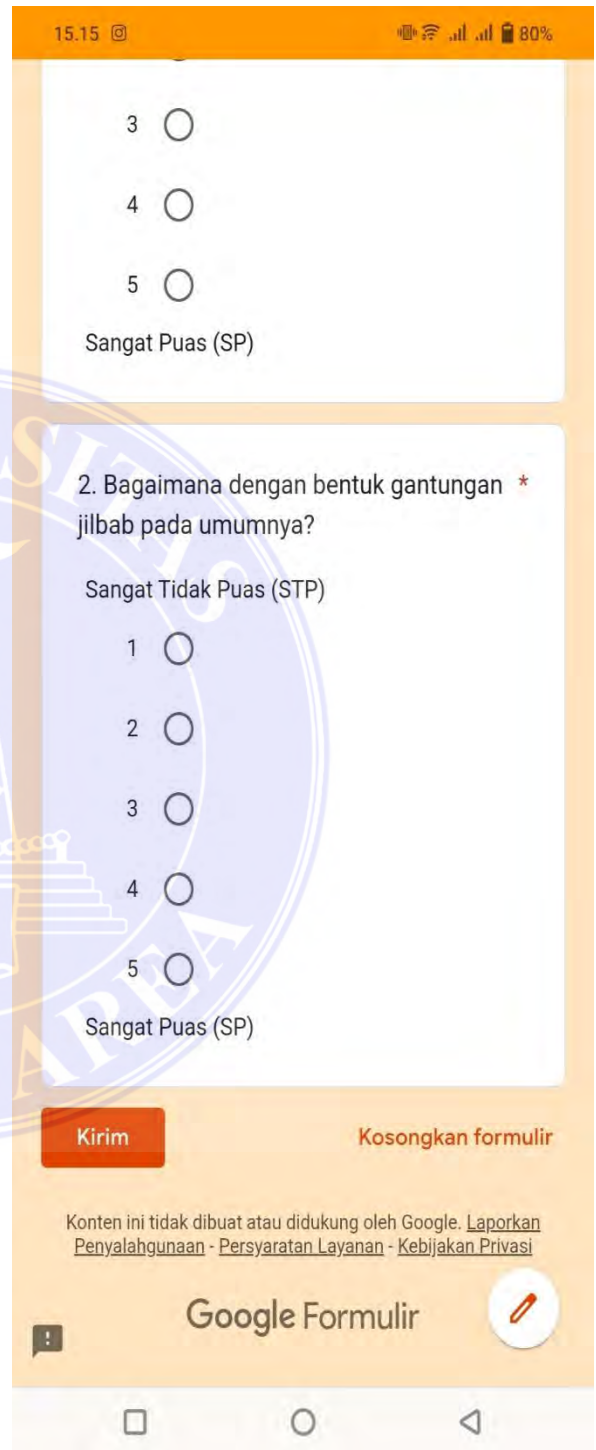 15.15 80%
3
4
5
Sangat Puas (SP)
2. Bagaimana dengan bentuk gantungan *
jilbab pada umumnya?
Sangat Tidak Puas (STP)
1
2
3
4
5
Sangat Puas (SP)
Kirim Kosongkan formulir
Konten ini tidak dibuat atau didukung oleh Google. Laporkan
Penyalahgunaan - Persyaratan Layanan - Kebijakan Privasi
Google Formulir